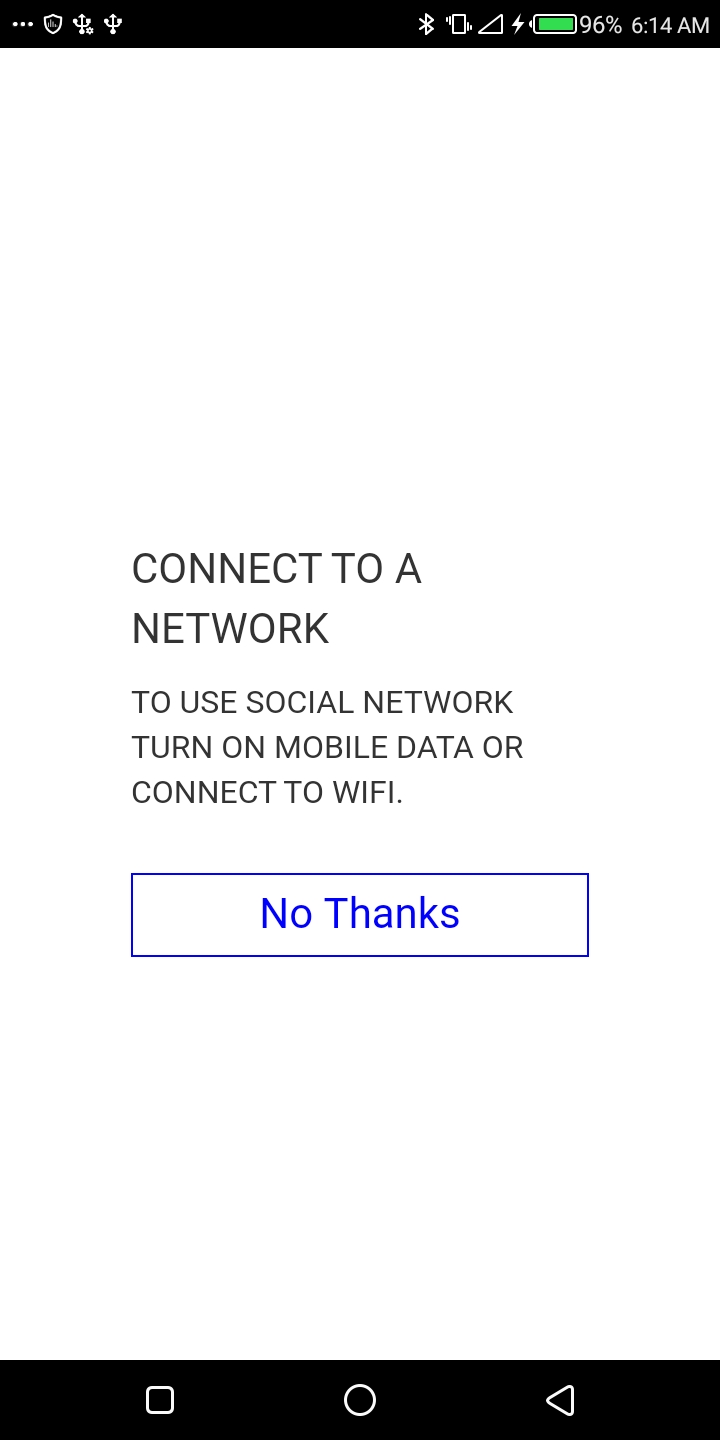 96% 6:14 AM
CONNECT TO A
NETWORK
TO USE SOCIAL NETWORK
TURN ON MOBILE DATA OR
CONNECT TO WIFI.
No Thanks